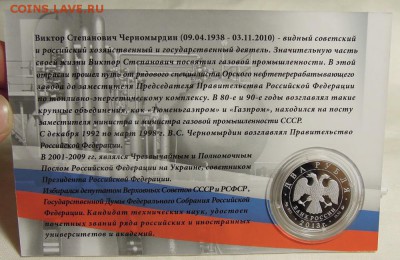 COINS.LAVE.RU
Виктор Степанович Черномырдин (09.04.1938 - 03.11.2010) - видный советский
и российский хозяйственный и государственный деятель. Значительную часть
своей жизни Виктор Степанович посвятил газовой промышленности. В этой
отрасли прошел путь от рядового специалиста Орского нефтеперерабатывающего
завода до заместителя Председателя Правительства Российской Федерации
по топливно-энергетическому комплексу. В 80-е и 90-е годы возглавлял такие
крупные объединения, как «Тюменьгазпром» и «Газпром», находился на посту
заместителя министра и министра газовой промышленности СССР.
С декабря 1992 по март 1998 г. В.С. Черномырдин возглавлял Правительство
Российской Федерации.
В 2001-2009 гг. являлся Чрезвычайным и Полномочным
Послом Российской Федерации на Украине, советником
Президента Российской Федерации.
Избирался депутатом Верховных Советов СССР и РСФСР,
Государственной Думы Федерального Собрания Российской
Федерации. Кандидат технических наук, удостоен
почетных званий ряда российских и иностранных
университетов и академий.
ДВА РУБЛЯ
БАНК РОССИИ
2013 г.